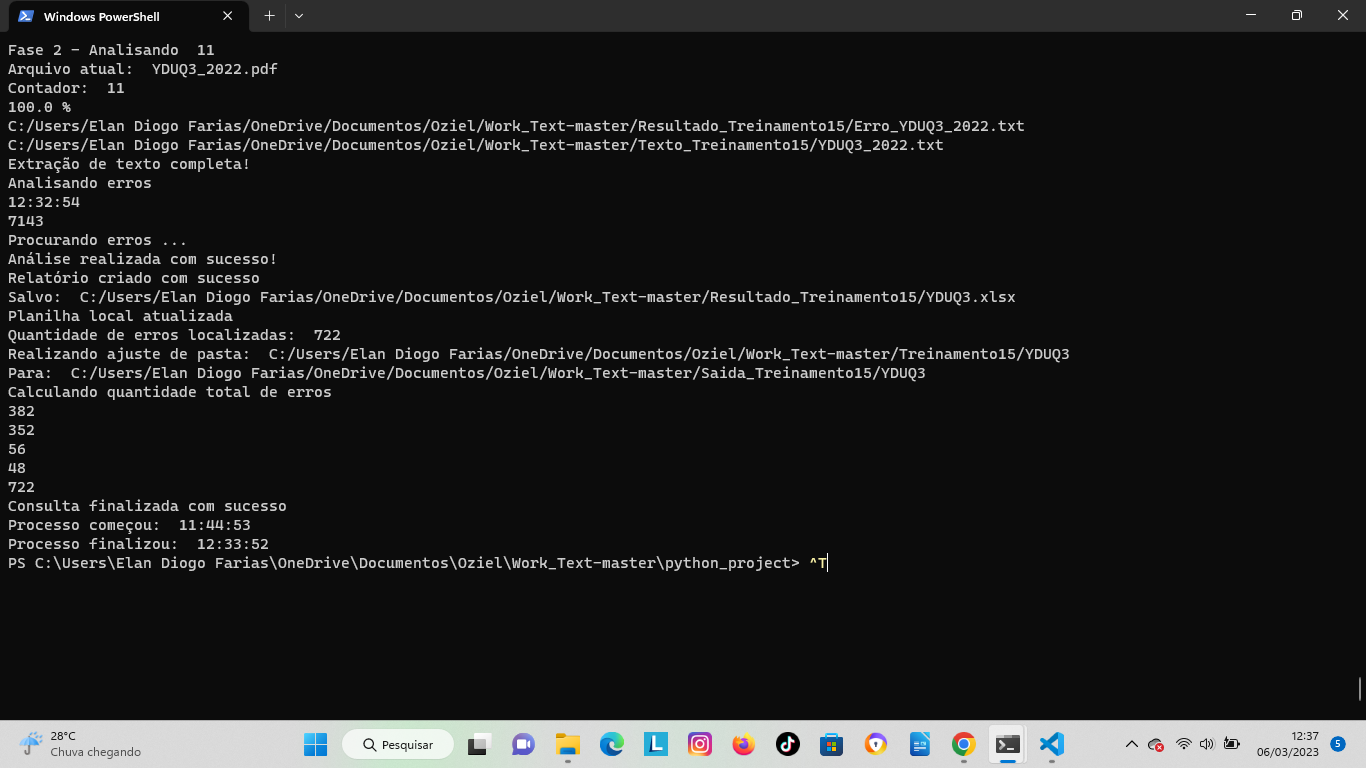 Windows PowerShell
Fase 2 - Analisando  11
Arquivo atual:  YDUQ3_2022.pdf
Contador:  11
100.0 %
C:/Users/Elan Diogo Farias/OneDrive/Documentos/Oziel/Work_Text-master/Resultado_Treinamento15/Erro_YDUQ3_2022.txt
C:/Users/Elan Diogo Farias/OneDrive/Documentos/Oziel/Work_Text-master/Texto_Treinamento15/YDUQ3_2022.txt
Extração de texto completa!
Analisando erros
12:32:54
7143
Procurando erros ...
Análise realizada com sucesso!
Relatório criado com sucesso
Salvo:  C:/Users/Elan Diogo Farias/OneDrive/Documentos/Oziel/Work_Text-master/Resultado_Treinamento15/YDUQ3.xlsx
Planilha local atualizada
Quantidade de erros localizadas:  722
Realizando ajuste de pasta:  C:/Users/Elan Diogo Farias/OneDrive/Documentos/Oziel/Work_Text-master/Treinamento15/YDUQ3
Para:  C:/Users/Elan Diogo Farias/OneDrive/Documentos/Oziel/Work_Text-master/Saida_Treinamento15/YDUQ3
Calculando quantidade total de erros
382
352
56
48
722
Consulta finalizada com sucesso
Processo começou:  11:44:53
Processo finalizou:  12:33:52
PS C:\Users\Elan Diogo Farias\OneDrive\Documentos\Oziel\Work_Text-master\python_project> ^T
28°C
Chuva chegando
Pesquisar
L
12:37
06/03/2023
5